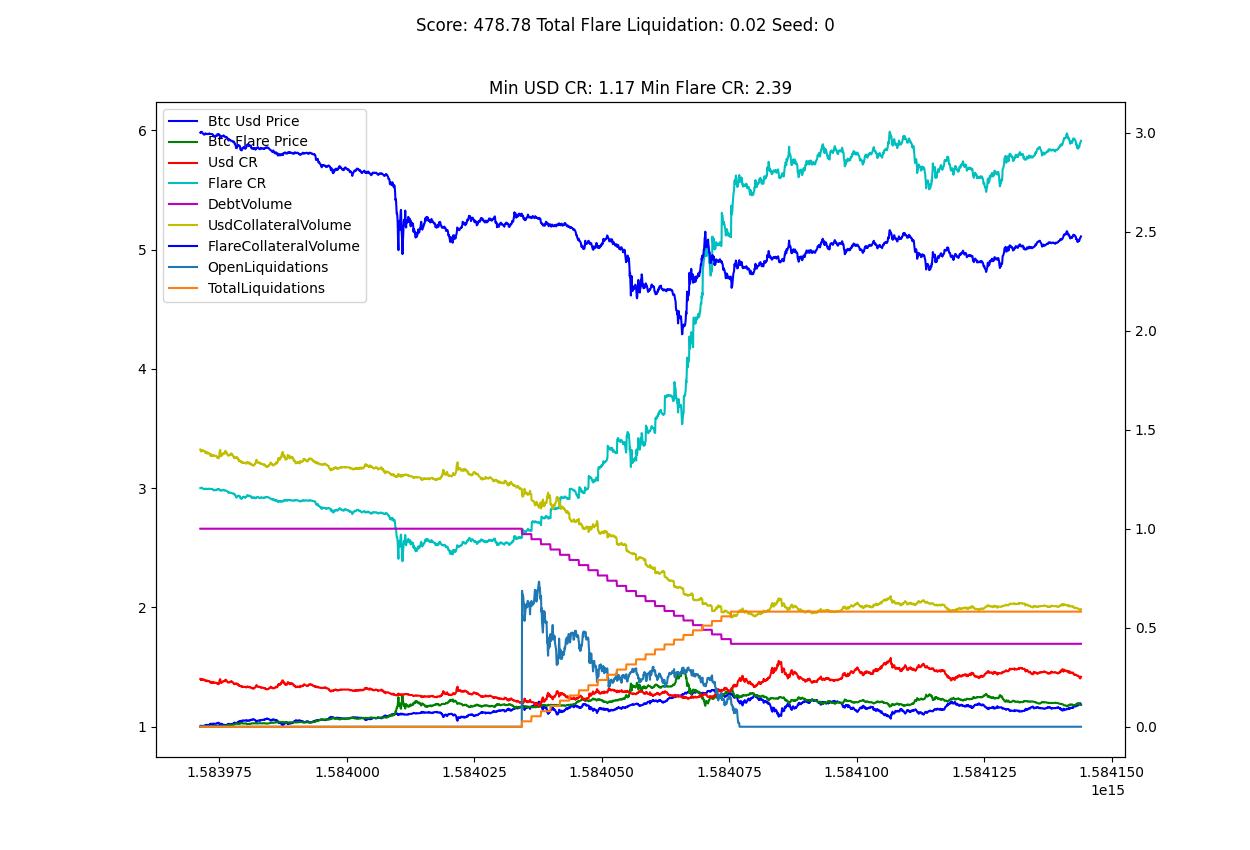 Score: 478.78 Total Flare Liquidation: 0.02 Seed: 0
Min USD CR: 1.17 Min Flare CR: 2.39
Btc Usd Price
Btc Flare Price
Usd CR
Flare CR
DebtVolume
UsdCollateralVolume
FlareCollateralVolume
OpenLiquidations
TotalLiquidations
6
5
4
3
2
1
3.0
2.5
2.0
1.5
1.0
0.5
0.0
1.583975
1.584000
1.584025
1.584050
1.584075
1.584100
1.584125
1.584150
1e15